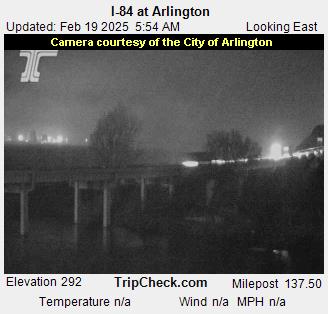 I-84 at Arlington
Updated: Feb 19 2025 5:54 AM Looking East
Camera courtesy of the City of Arlington
Elevation 292 TripCheck.com Milepost 137.50
Temperature n/a Wind n/a MPH n/a